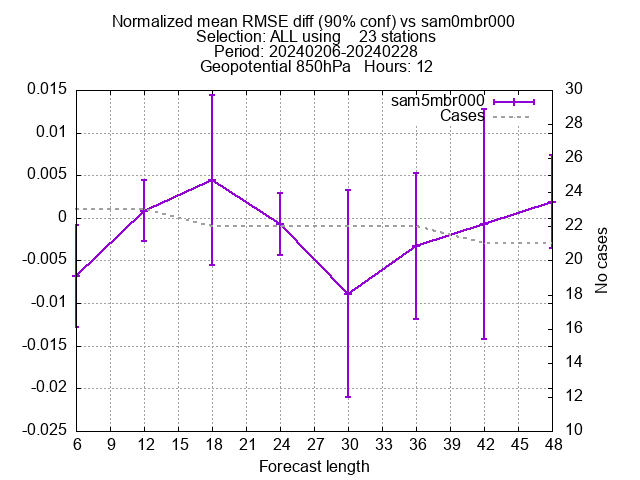 Normalized mean RMSE diff (90% conf) vs sam0mbr000
Selection: ALL using    23 stations
Period: 20240206-20240228
Geopotential 850hPa   Hours: 12
sam5mbr000
Cases
0.015
0.01
0.005
0
-0.005
-0.01
-0.015
-0.02
-0.025
30
28
26
24
22
20
18
16
14
12
10
No cases
6 9 12 15 18 21 24 27 30 33 36 39 42 45 48
Forecast length